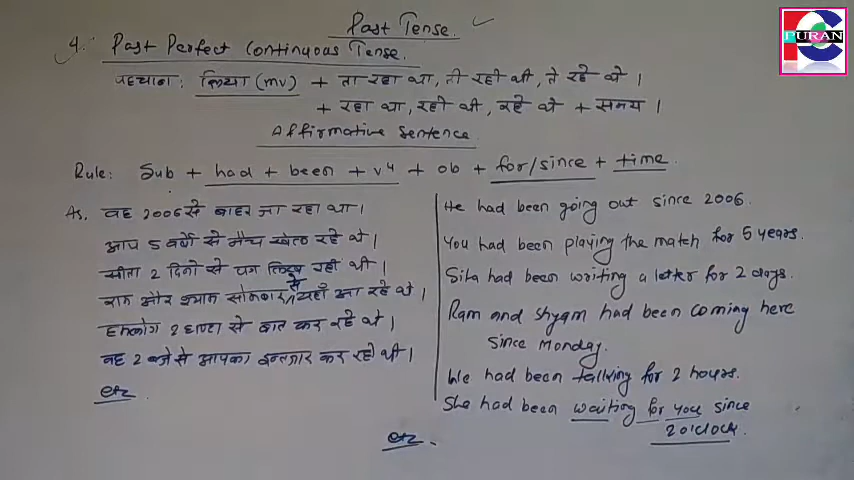 Past Tense.
PURAN
4. Past Perfect Continuous Tense.
पहचान: क्रिया (mv) + ता रहा था, ती रही थी, ते रहे थे।
+ रहा था, रही थी, रहे थे + समय।
Affirmative Sentence
Rule: Sub + had + been + v4 + ob + for/since + time.
As, वह 2006 से बाहर जा रहा था।
He had been going out since 2006.
आप 5 वर्षो से मैच खेल रहे थे।
You had been playing the match for 5 years.
सीता 2 दिनो से पत्र लिख रही थी।
Sita had been writing a letter for 2 days.
राम और श्याम सोमवार से यहाँ आ रहे थे।
Ram and Shyam had been coming here
since Monday.
हमलोग 2 घण्टा से बात कर रहे थे।
We had been talking for 2 hours.
वह 2 बजे से आपका इन्तजार कर रही थी।
She had been waiting for you since
2 o'clock.
etc
etc.